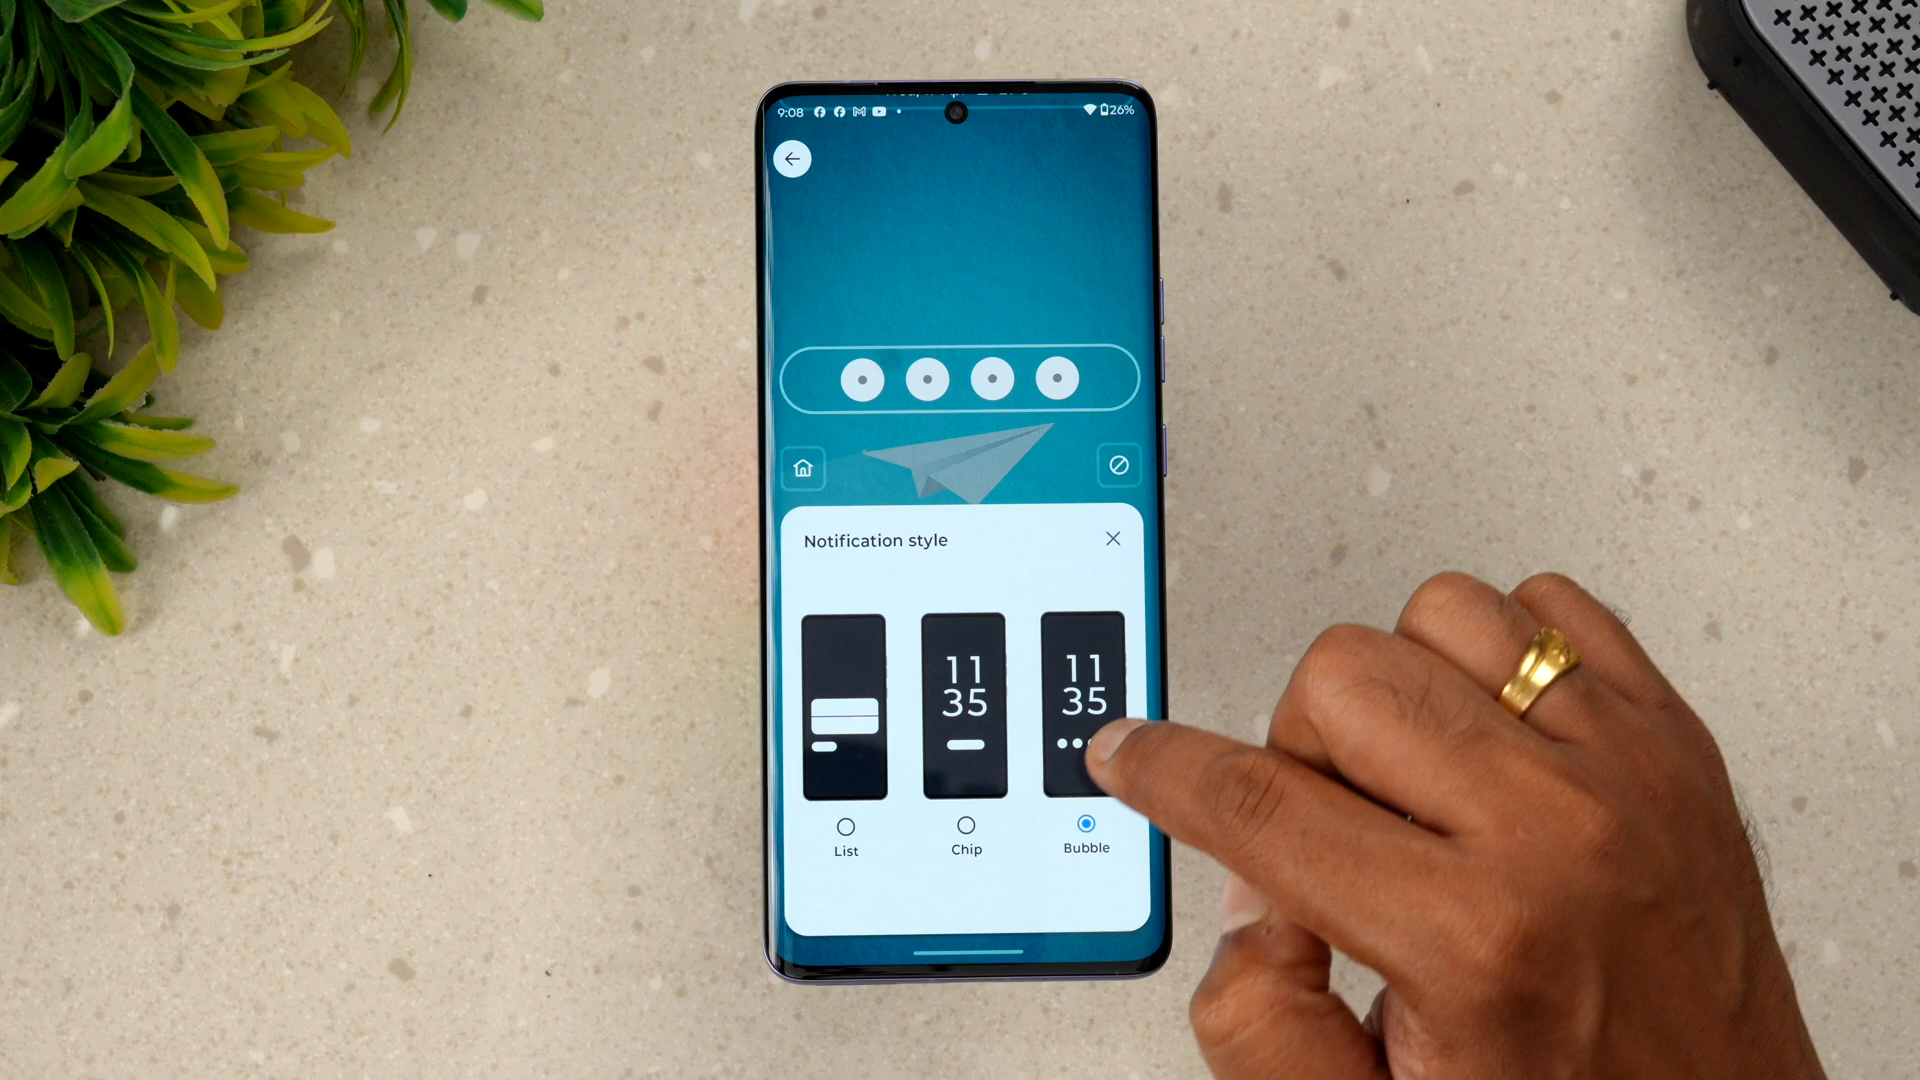 9:08
26%
Notification style
11
35
11
35
List
Chip
Bubble